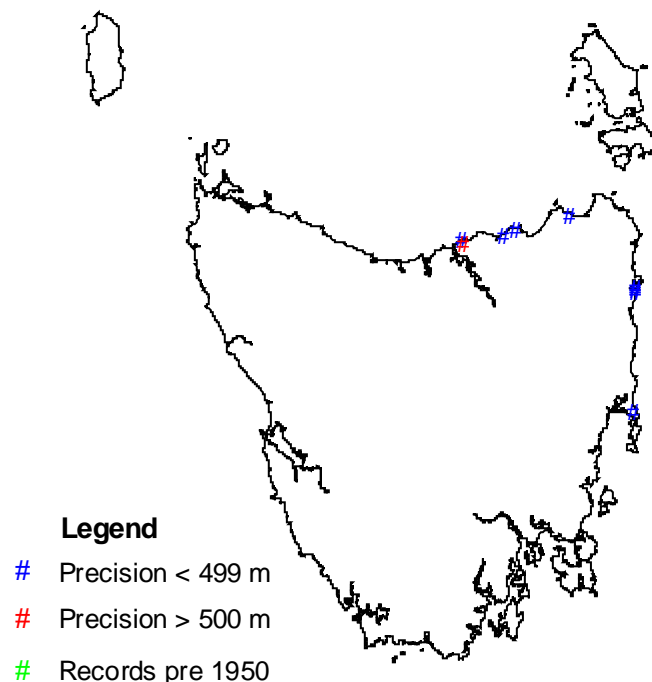 Legend
# Precision < 499 m
# Precision > 500 m
# Records pre 1950